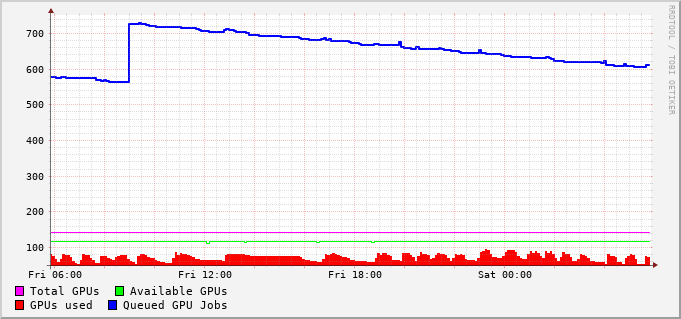 RRDTOOL / TOBI OETIKER
700
600
500
400
300
200
100
Fri 06:00 Fri 12:00 Fri 18:00 Sat 00:00
Total GPUs Available GPUs
GPUs used Queued GPU Jobs